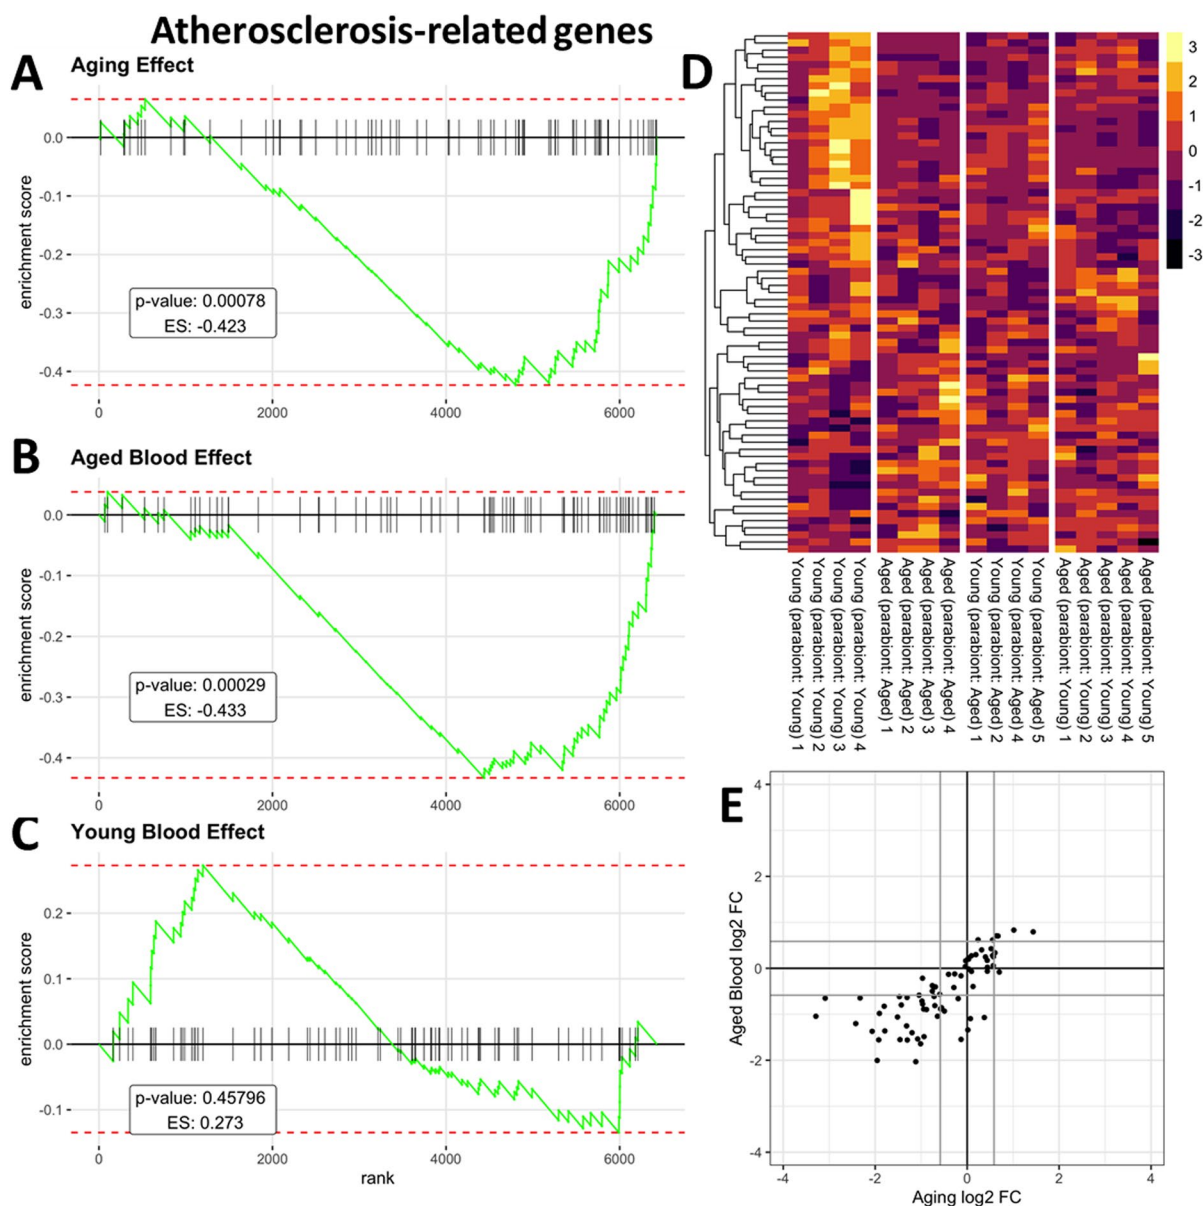 Atherosclerosis-related genes
A
Aging Effect
enrichment score
0.0
-0.1
-0.2
-0.3
-0.4
p-value: 0.00078
ES: -0.423
0
2000
4000
6000
B
Aged Blood Effect
enrichment score
0.0
-0.1
-0.2
-0.3
-0.4
p-value: 0.00029
ES: -0.433
0
2000
4000
6000
C
Young Blood Effect
enrichment score
0.2
0.1
0.0
-0.1
p-value: 0.45796
ES: 0.273
0
2000
4000
6000
rank
D
3
2
1
0
-1
-2
-3
Young (parabiont: Young) 1
Young (parabiont: Young) 2
Young (parabiont: Young) 3
Young (parabiont: Young) 4
Aged (parabiont: Aged) 1
Aged (parabiont: Aged) 2
Aged (parabiont: Aged) 3
Aged (parabiont: Aged) 4
Young (parabiont: Aged) 1
Young (parabiont: Aged) 2
Young (parabiont: Aged) 4
Young (parabiont: Aged) 5
Aged (parabiont: Young) 1
Aged (parabiont: Young) 2
Aged (parabiont: Young) 3
Aged (parabiont: Young) 4
Aged (parabiont: Young) 5
E
Aged Blood log2 FC
4
2
0
-2
-4
-4
-2
0
2
4
Aging log2 FC